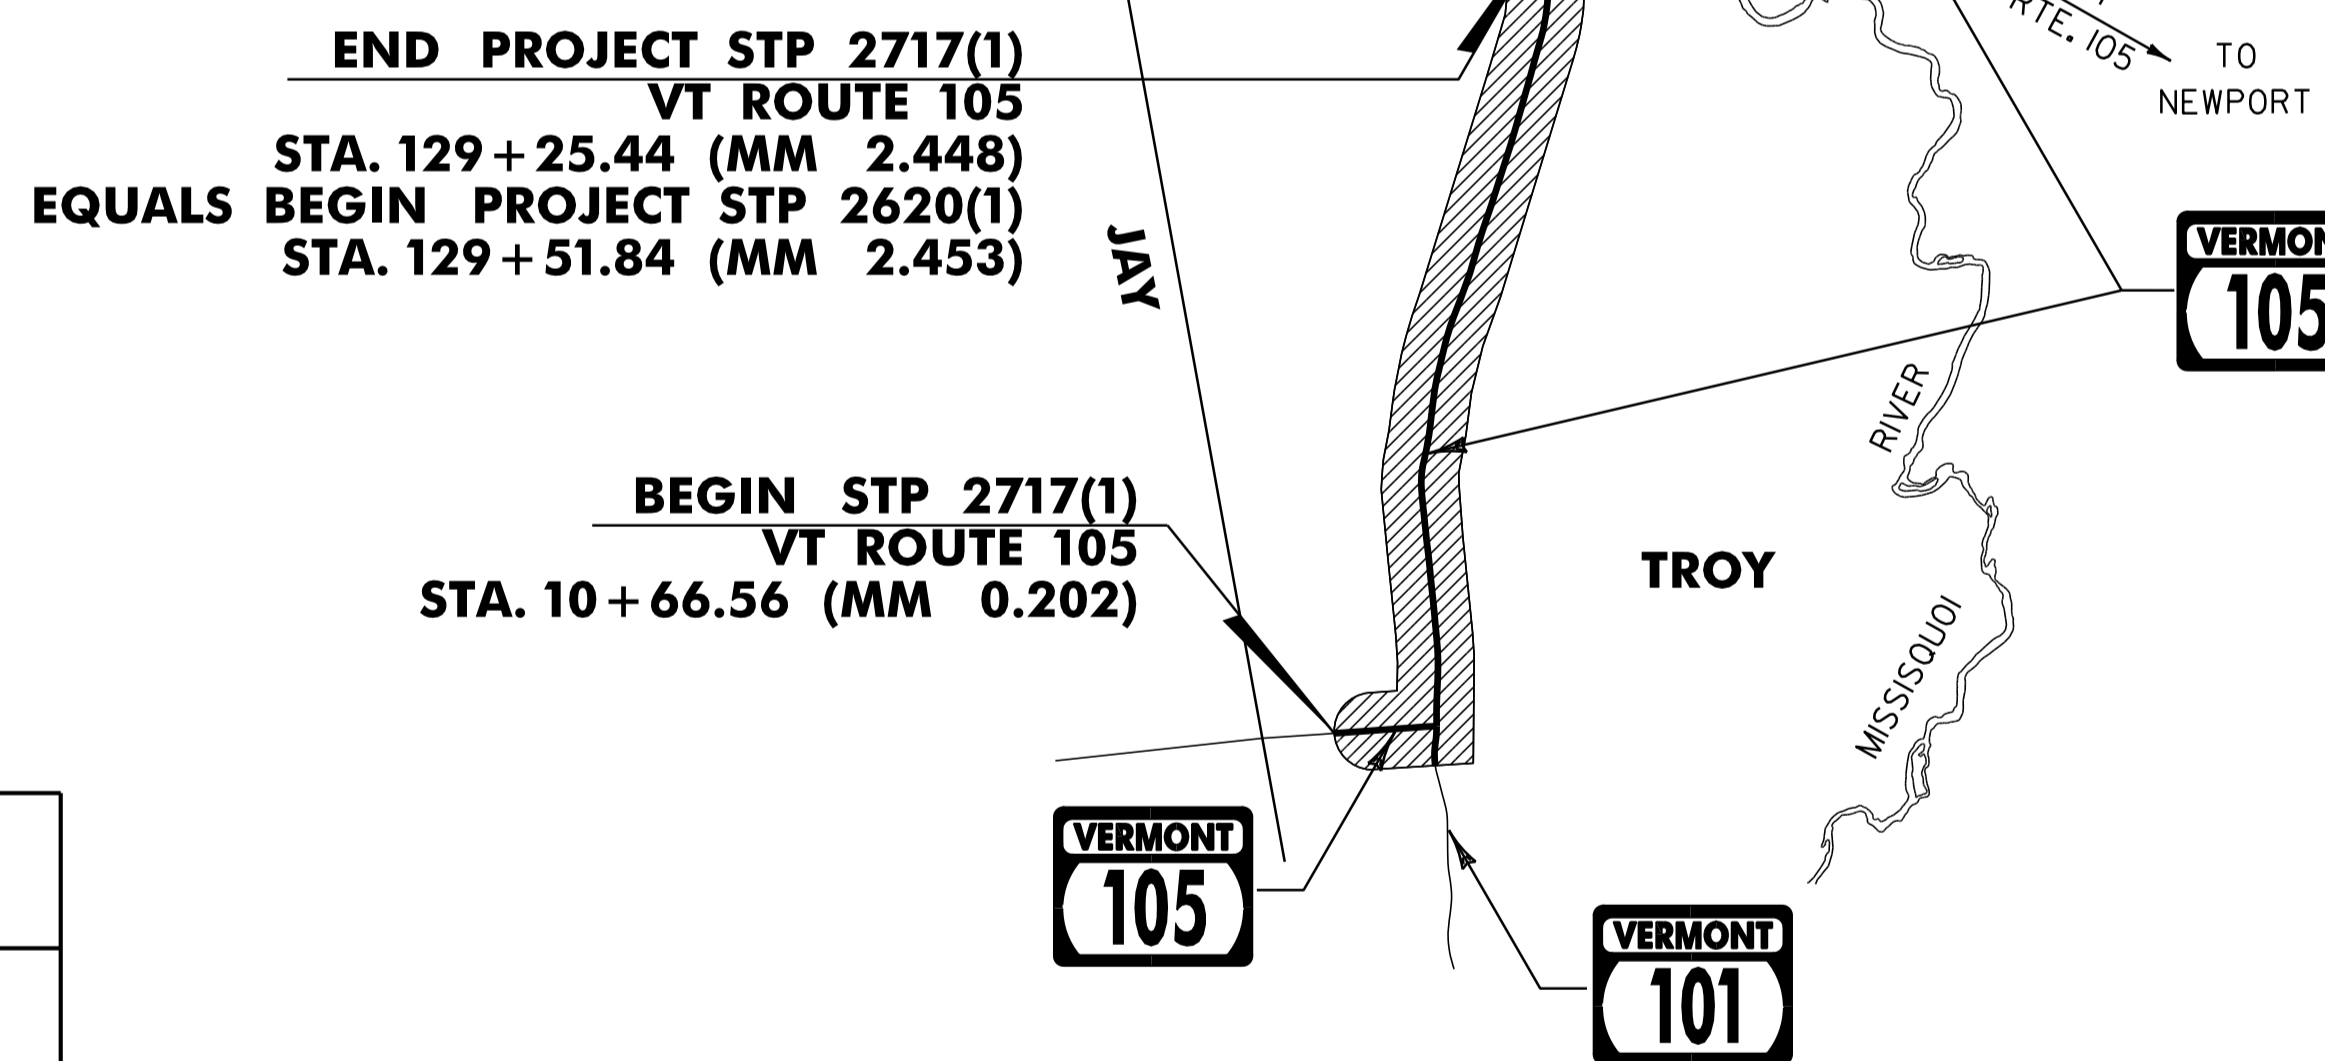 END PROJECT STP 2717(1)
VT ROUTE 105
STA. 129+25.44 (MM 2.448)
EQUALS BEGIN PROJECT STP 2620(1)
STA. 129+51.84 (MM 2.453)
RTE. 105
TO
NEWPORT
JAY
VERMON
105
RIVER
BEGIN STP 2717(1)
VT ROUTE 105
STA. 10+66.56 (MM 0.202)
TROY
MISSISQUOI
VERMONT
105
VERMONT
101